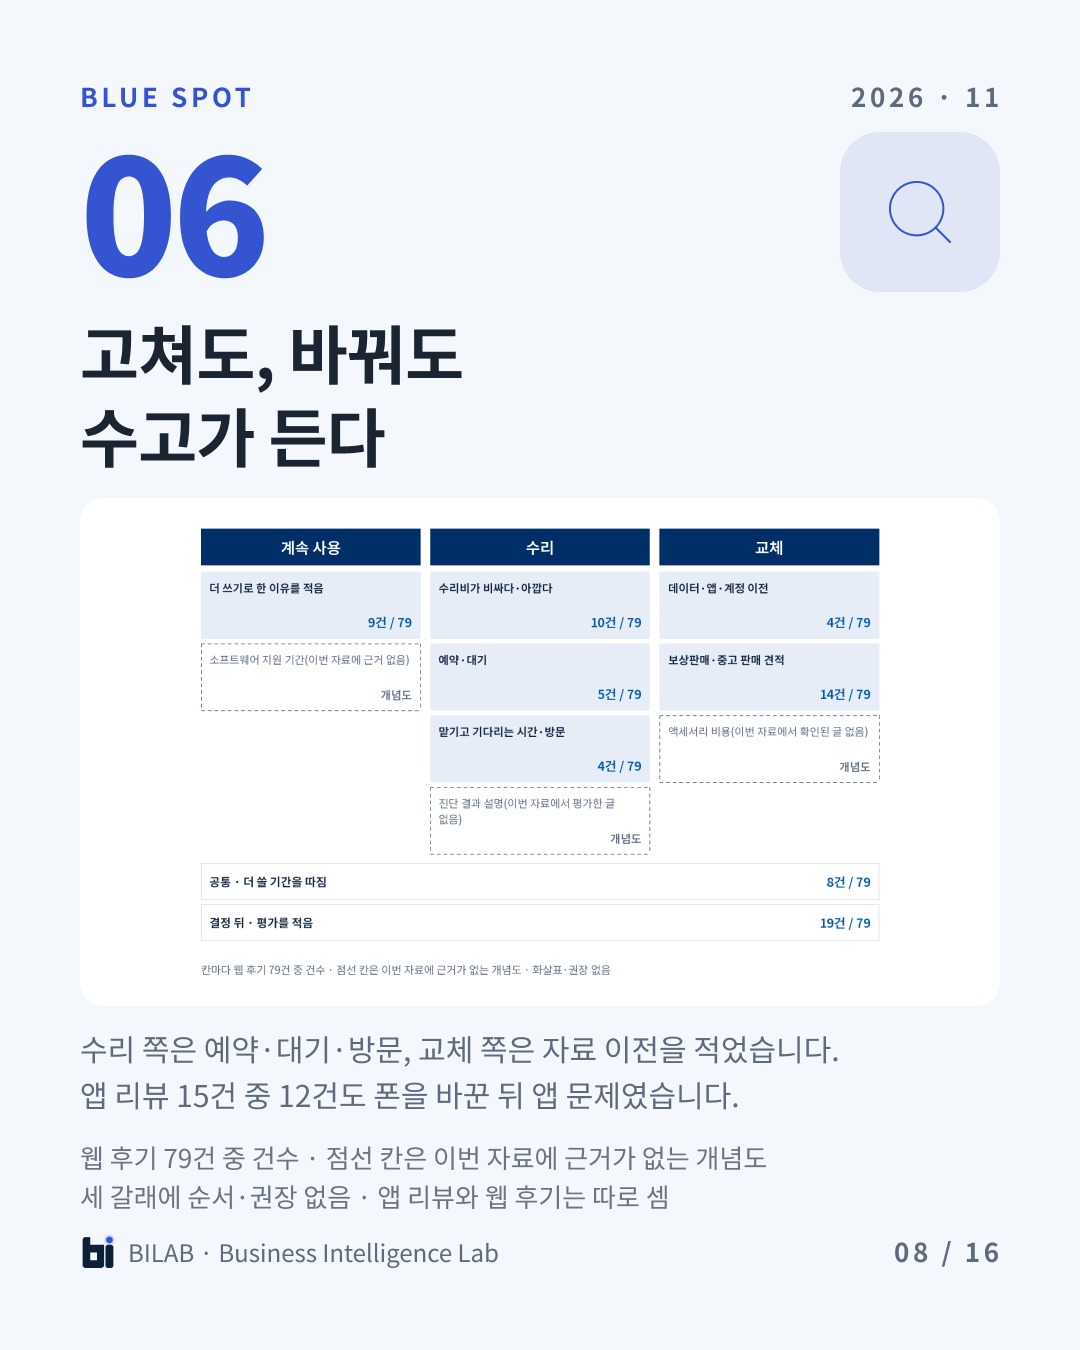 BLUE SPOT
2026 · 11
06
고쳐도, 바꿔도
수고가 든다
계속 사용
수리
교체
더 쓰기로 한 이유를 적음
9건 / 79
수리비가 비싸다·아깝다
10건 / 79
데이터·앱·계정 이전
4건 / 79
소프트웨어 지원 기간(이번 자료에 근거 없음)
개념도
예약·대기
5건 / 79
보상판매·중고 판매 견적
14건 / 79
맡기고 기다리는 시간·방문
4건 / 79
액세서리 비용(이번 자료에서 확인된 글 없음)
개념도
진단 결과 설명(이번 자료에서 평가한 글
없음)
개념도
공통 · 더 쓸 기간을 따짐
8건 / 79
결정 뒤 · 평가를 적음
19건 / 79
칸마다 웹 후기 79건 중 건수 · 점선 칸은 이번 자료에 근거가 없는 개념도 · 화살표·권장 없음
수리 쪽은 예약·대기·방문, 교체 쪽은 자료 이전을 적었습니다.
앱 리뷰 15건 중 12건도 폰을 바꾼 뒤 앱 문제였습니다.
웹 후기 79건 중 건수 · 점선 칸은 이번 자료에 근거가 없는 개념도
세 갈래에 순서·권장 없음 · 앱 리뷰와 웹 후기는 따로 셈
bi BILAB · Business Intelligence Lab
08 / 16